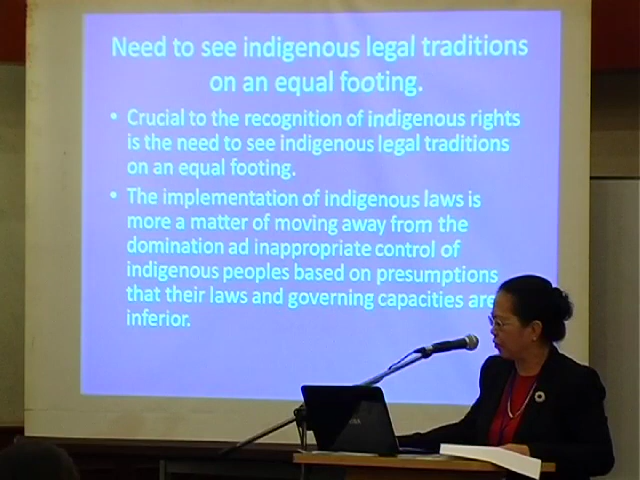 Need to see indigenous legal traditions
on an equal footing.
• Crucial to the recognition of indigenous rights
is the need to see indigenous legal traditions
on an equal footing.
• The implementation of indigenous laws is
more a matter of moving away from the
domination ad inappropriate control of
indigenous peoples based on presumptions
that their laws and governing capacities are
inferior.